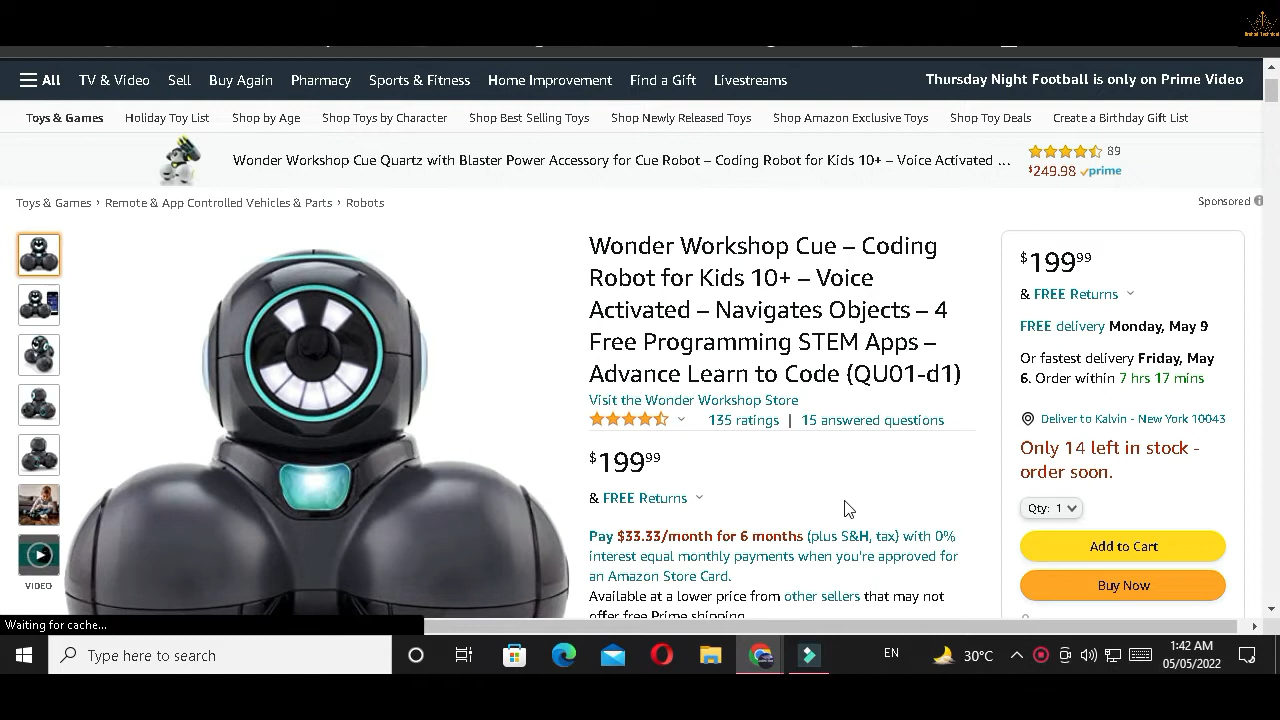 Arahad Technical
All TV & Video Sell Buy Again Pharmacy Sports & Fitness Home Improvement Find a Gift Livestreams Thursday Night Football is only on Prime Video
Toys & Games Holiday Toy List Shop by Age Shop Toys by Character Shop Best Selling Toys Shop Newly Released Toys Shop Amazon Exclusive Toys Shop Toy Deals Create a Birthday Gift List
Wonder Workshop Cue Quartz with Blaster Power Accessory for Cue Robot – Coding Robot for Kids 10+ – Voice Activated ... 89
$249.98 prime
Toys & Games › Remote & App Controlled Vehicles & Parts › Robots
Sponsored
Wonder Workshop Cue – Coding
Robot for Kids 10+ – Voice
Activated – Navigates Objects – 4
Free Programming STEM Apps –
Advance Learn to Code (QU01-d1)
Visit the Wonder Workshop Store
135 ratings | 15 answered questions
$199.99
& FREE Returns
Pay $33.33/month for 6 months (plus S&H, tax) with 0%
interest equal monthly payments when you're approved for
an Amazon Store Card.
Available at a lower price from other sellers that may not
offer free Prime shipping.
$199.99
& FREE Returns
FREE delivery Monday, May 9
Or fastest delivery Friday, May
6. Order within 7 hrs 17 mins
Deliver to Kalvin - New York 10043
Only 14 left in stock -
order soon.
Qty: 1
Add to Cart
Buy Now
VIDEO
Waiting for cache...
Type here to search
EN
30°C
1:42 AM
05/05/2022